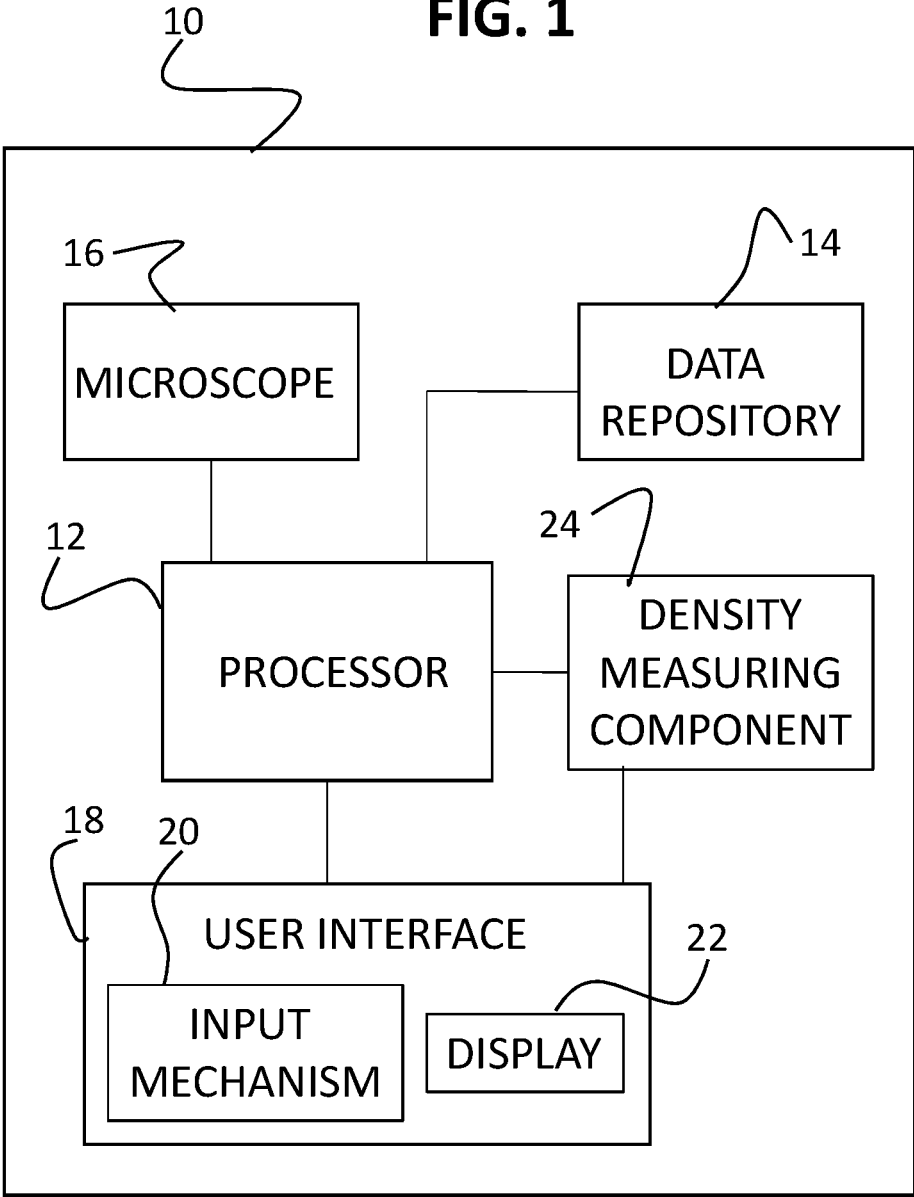 FIG. 1
10
16
14
MICROSCOPE
DATA
REPOSITORY
12
24
PROCESSOR
DENSITY
MEASURING
COMPONENT
18
20
USER INTERFACE
22
INPUT
MECHANISM
DISPLAY